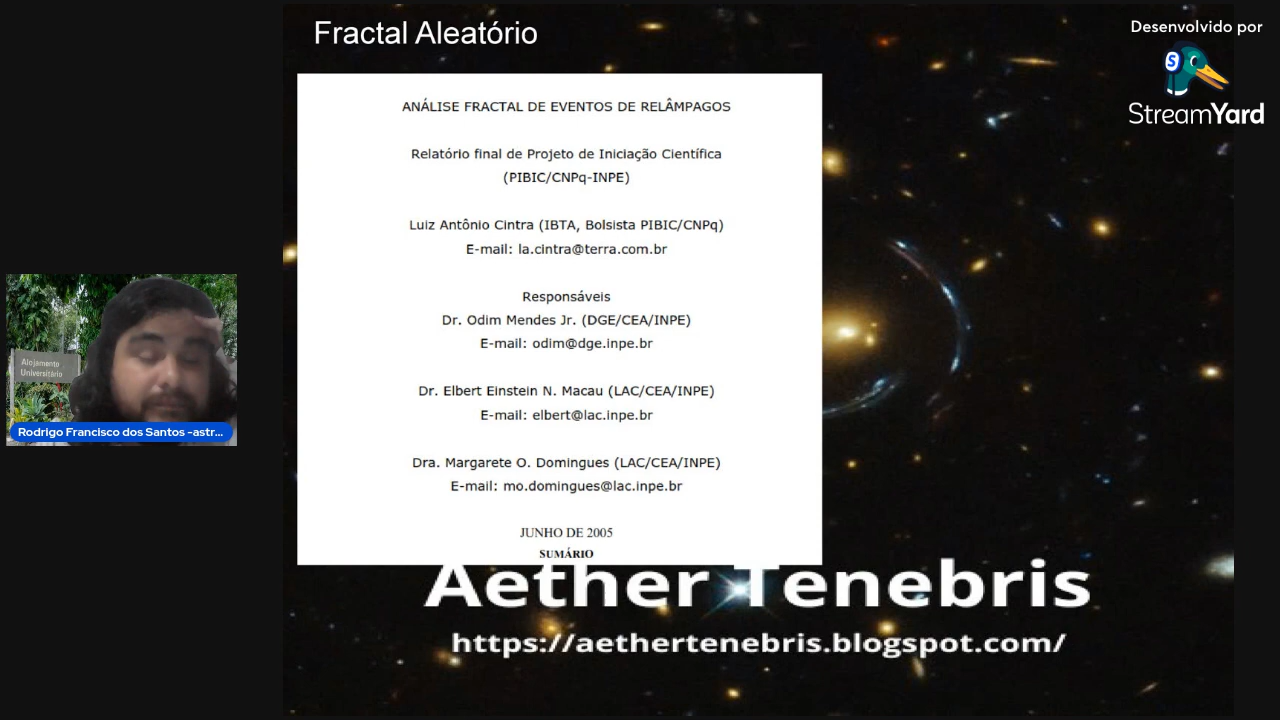 Fractal Aleatório
Desenvolvido por
S
StreamYard
ANÁLISE FRACTAL DE EVENTOS DE RELÂMPAGOS
Relatório final de Projeto de Iniciação Científica
(PIBIC/CNPq-INPE)
Luiz Antônio Cintra (IBTA, Bolsista PIBIC/CNPq)
E-mail: la.cintra@terra.com.br
Responsáveis
Dr. Odim Mendes Jr. (DGE/CEA/INPE)
E-mail: odim@dge.inpe.br
Dr. Elbert Einstein N. Macau (LAC/CEA/INPE)
E-mail: elbert@lac.inpe.br
Dra. Margarete O. Domingues (LAC/CEA/INPE)
E-mail: mo.domingues@lac.inpe.br
JUNHO DE 2005
SUMÁRIO
Alojamento
Universitário
Rodrigo Francisco dos Santos -astr...
Aether Tenebris
https://aethertenebris.blogspot.com/